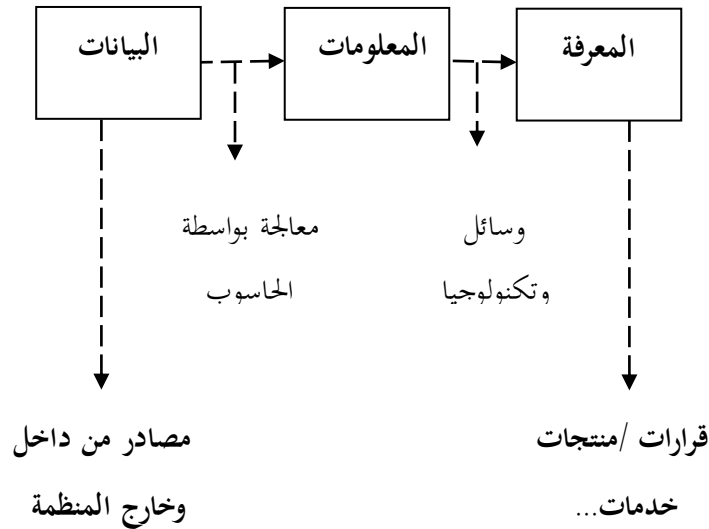 البيانات
المعلومات
المعرفة
معالجة بواسطة
الحاسوب
وسائل
وتكنولوجيا
مصادر من داخل
وخارج المنظمة
قرارات /منتجات
خدمات...